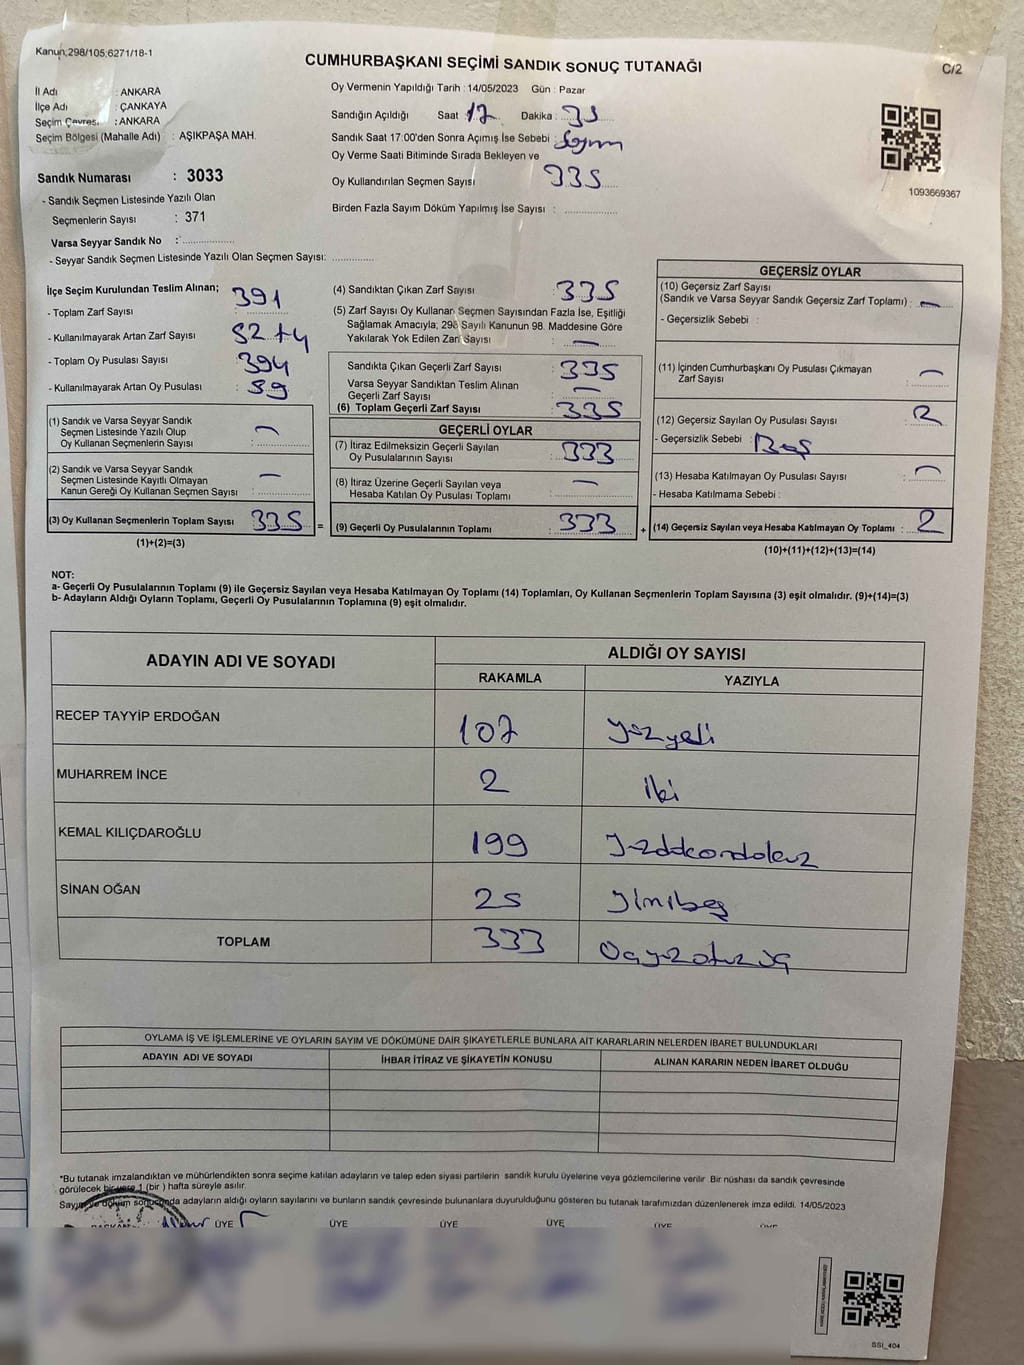 Kanun;298/105,6271/18-1
CUMHURBAŞKANI SEÇİMİ SANDIK SONUÇ TUTANAĞI
C/2
İl Adı : ANKARA
İlçe Adı : ÇANKAYA
Seçim Çevresi : ANKARA
Seçim Bölgesi (Mahalle Adı) : AŞIKPAŞA MAH.
Sandık Numarası : 3033
- Sandık Seçmen Listesinde Yazılı Olan
Seçmenlerin Sayısı : 371
Varsa Seyyar Sandık No :
- Seyyar Sandık Seçmen Listesinde Yazılı Olan Seçmen Sayısı:
Oy Vermenin Yapıldığı Tarih : 14/05/2023 Gün : Pazar
Sandığın Açıldığı Saat 17 Dakika : 35
Sandık Saat 17:00'den Sonra Açımış İse Sebebi : Sayım
Oy Verme Saati Bitiminde Sırada Bekleyen ve
Oy Kullandırılan Seçmen Sayısı 335
Birden Fazla Sayım Döküm Yapılmış İse Sayısı :
1093669367
İlçe Seçim Kurulundan Teslim Alınan;
- Toplam Zarf Sayısı : 391
- Kullanılmayarak Artan Zarf Sayısı : 52+4
- Toplam Oy Pusulası Sayısı : 394
- Kullanılmayarak Artan Oy Pusulası : 59
(1) Sandık ve Varsa Seyyar Sandık
Seçmen Listesinde Yazılı Olup
Oy Kullanan Seçmenlerin Sayısı : —
(2) Sandık ve Varsa Seyyar Sandık
Seçmen Listesinde Kayıtlı Olmayan
Kanun Gereği Oy Kullanan Seçmen Sayısı : —
(3) Oy Kullanan Seçmenlerin Toplam Sayısı 335 =
(1)+(2)=(3)
(4) Sandıktan Çıkan Zarf Sayısı : 335
(5) Zarf Sayısı Oy Kullanan Seçmen Sayısından Fazla İse, Eşitliği
Sağlamak Amacıyla, 298 Sayılı Kanunun 98. Maddesine Göre
Yakılarak Yok Edilen Zarf Sayısı : —
Sandıkta Çıkan Geçerli Zarf Sayısı : 335
Varsa Seyyar Sandıktan Teslim Alınan
Geçerli Zarf Sayısı : —
(6) Toplam Geçerli Zarf Sayısı : 335
GEÇERLİ OYLAR
(7) İtiraz Edilmeksizin Geçerli Sayılan
Oy Pusulalarının Sayısı : 333
(8) İtiraz Üzerine Geçerli Sayılan veya
Hesaba Katılan Oy Pusulası Toplamı : —
(9) Geçerli Oy Pusulalarının Toplamı : 333 +
GEÇERSİZ OYLAR
(10) Geçersiz Zarf Sayısı
(Sandık ve Varsa Seyyar Sandık Geçersiz Zarf Toplamı) : —
- Geçersizlik Sebebi :
(11) İçinden Cumhurbaşkanı Oy Pusulası Çıkmayan
Zarf Sayısı : —
(12) Geçersiz Sayılan Oy Pusulası Sayısı : 2
- Geçersizlik Sebebi : Boş
(13) Hesaba Katılmayan Oy Pusulası Sayısı : —
- Hesaba Katılmama Sebebi :
(14) Geçersiz Sayılan veya Hesaba Katılmayan Oy Toplamı : 2
(10)+(11)+(12)+(13)=(14)
NOT:
a- Geçerli Oy Pusulalarının Toplamı (9) ile Geçersiz Sayılan veya Hesaba Katılmayan Oy Toplamı (14) Toplamları, Oy Kullanan Seçmenlerin Toplam Sayısına (3) eşit olmalıdır. (9)+(14)=(3)
b- Adayların Aldığı Oyların Toplamı, Geçerli Oy Pusulalarının Toplamına (9) eşit olmalıdır.
ADAYIN ADI VE SOYADI
ALDIĞI OY SAYISI
RAKAMLA YAZIYLA
RECEP TAYYİP ERDOĞAN 107 yüzyedi
MUHARREM İNCE 2 İki
KEMAL KILIÇDAROĞLU 199
SİNAN OĞAN 25
TOPLAM 333 Üçyüzotuzüç
OYLAMA İŞ VE İŞLEMLERİNE VE OYLARIN SAYIM VE DÖKÜMÜNE DAİR ŞİKAYETLERLE BUNLARA AİT KARARLARIN NELERDEN İBARET BULUNDUKLARI
ADAYIN ADI VE SOYADI İHBAR İTİRAZ VE ŞİKAYETİN KONUSU ALINAN KARARIN NEDEN İBARET OLDUĞU
*Bu tutanak imzalandıktan ve mühürlendikten sonra seçime katılan adayların ve talep eden siyasi partilerin sandık kurulu üyelerine veya gözlemcilerine verilir. Bir nüshası da sandık çevresinde
görülecek bir yere 1 (bir ) hafta süreyle asılır.
Sayım ve döküm sonucunda adayların aldığı oyların sayılarını ve bunların sandık çevresinde bulunanlara duyurulduğunu gösteren bu tutanak tarafımızdan düzenlenerek imza edildi. 14/05/2023
BAŞKAN ÜYE ÜYE ÜYE ÜYE ÜYE
SSI_404